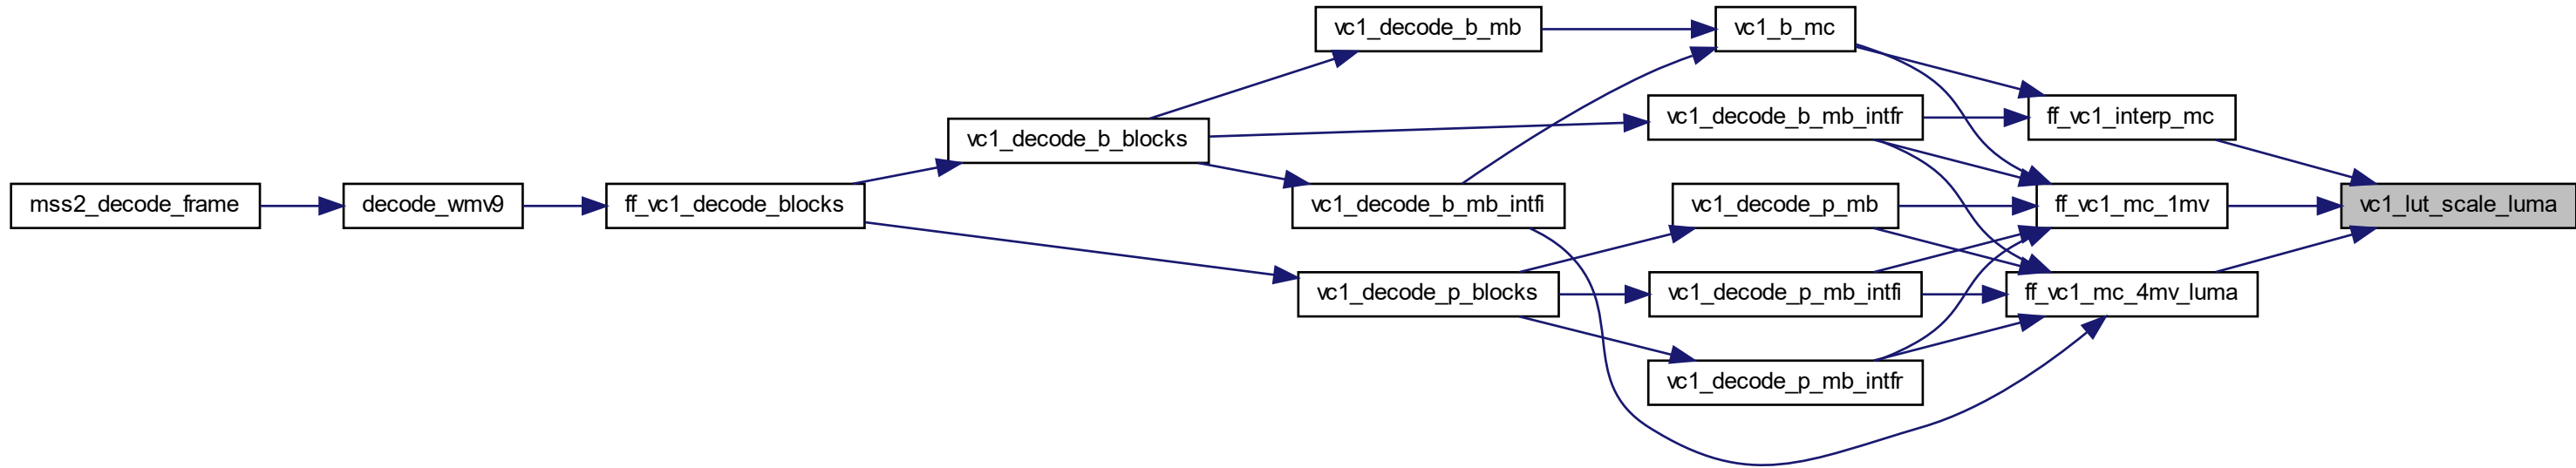 vc1_decode_b_mb
vc1_b_mc
vc1_decode_b_mb_intfr
ff_vc1_interp_mc
vc1_decode_b_blocks
mss2_decode_frame
decode_wmv9
ff_vc1_decode_blocks
vc1_decode_b_mb_intfi
vc1_decode_p_mb
ff_vc1_mc_1mv
vc1_lut_scale_luma
vc1_decode_p_blocks
vc1_decode_p_mb_intfi
ff_vc1_mc_4mv_luma
vc1_decode_p_mb_intfr